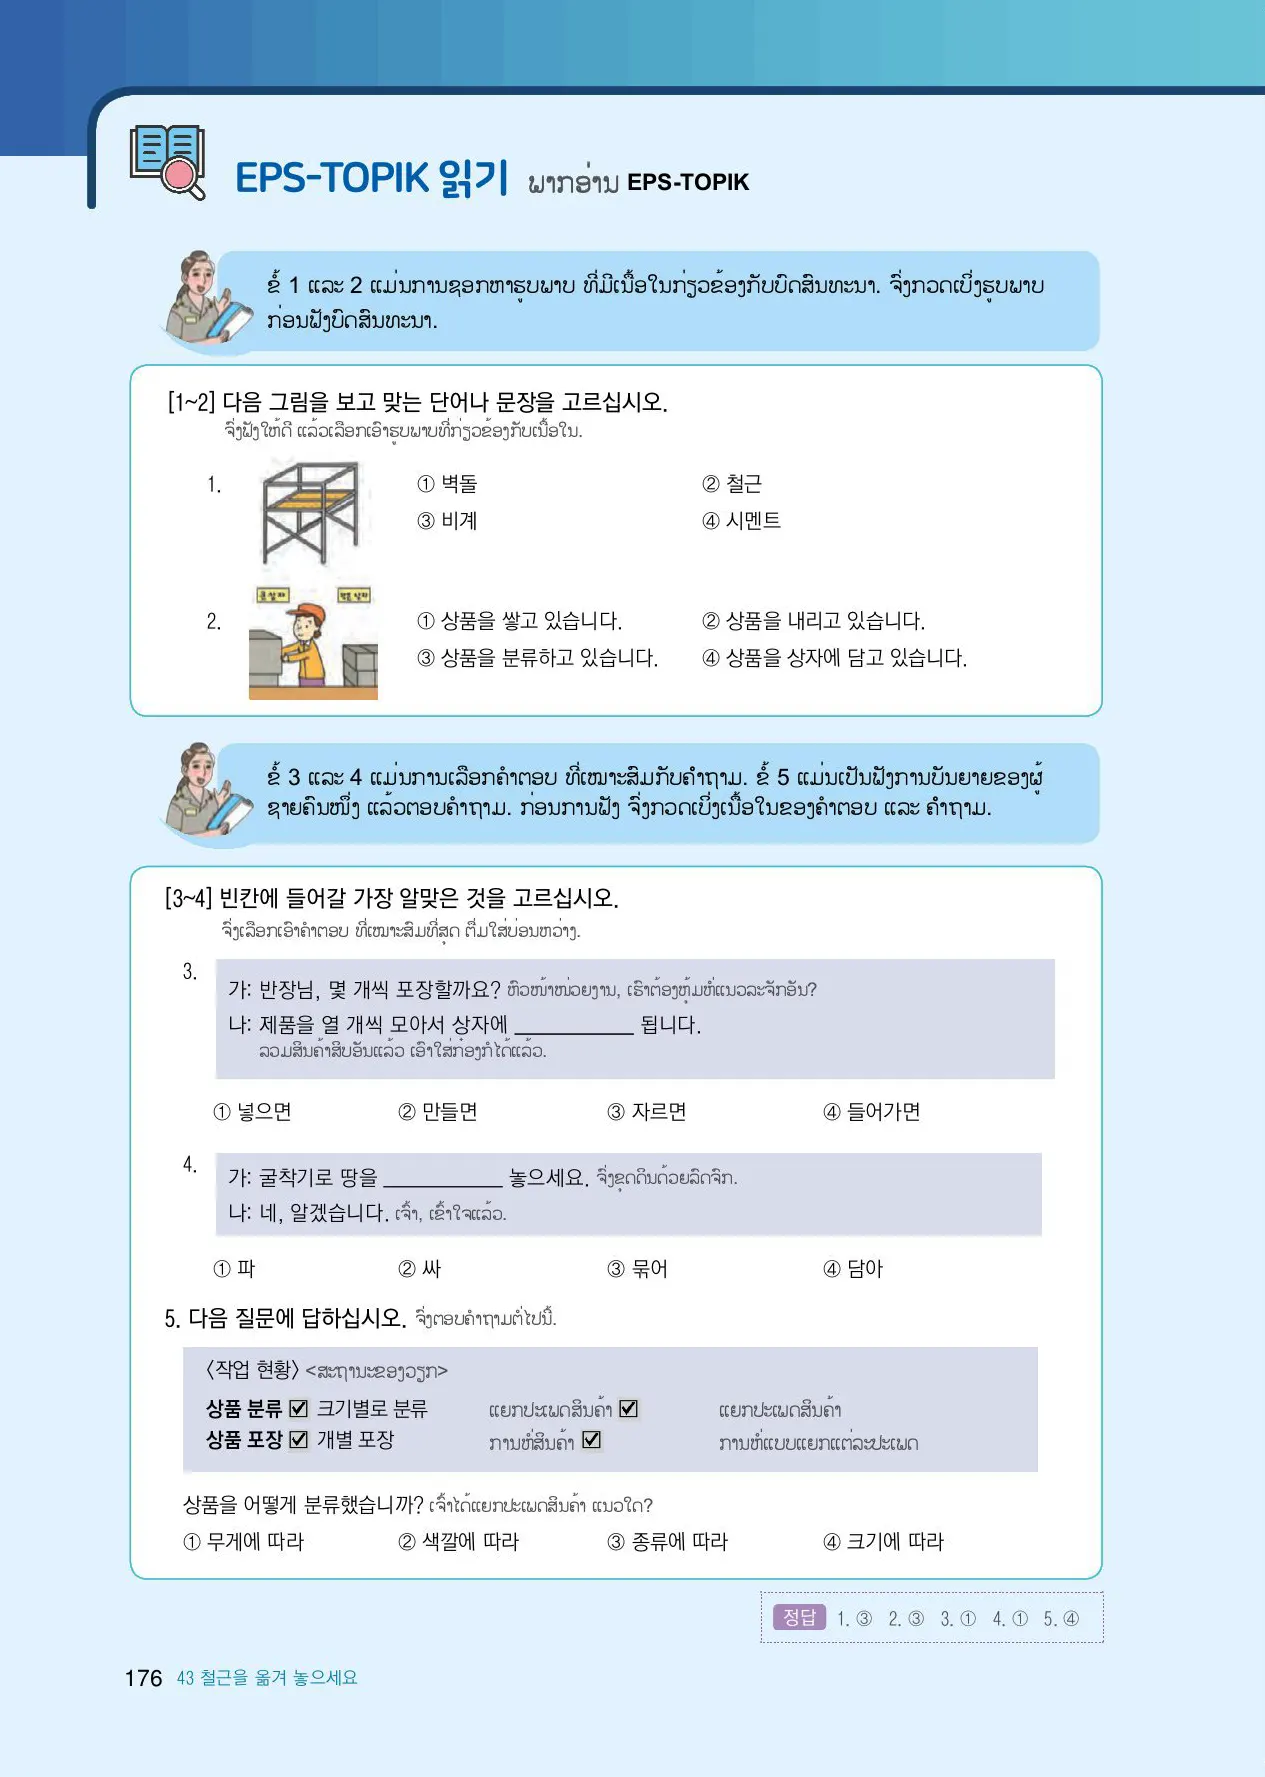 EPS-TOPIK 읽기 ພາກອ່ານ EPS-TOPIK
ຂໍ້ 1 ແລະ 2 ແມ່ນການຊອກຫາຮູບພາບ ທີ່ມີເນື້ອໃນກ່ຽວຂ້ອງກັບບົດສົນທະນາ. ຈົ່ງກວດເບິ່ງຮູບພາບ
ກ່ອນຟັງບົດສົນທະນາ.
[1~2] 다음 그림을 보고 맞는 단어나 문장을 고르십시오.
ຈົ່ງຟັງໃຫ້ດີ ແລ້ວເລືອກເອົາຮູບພາບທີ່ກ່ຽວຂ້ອງກັບເນື້ອໃນ.
1. ① 벽돌 ② 철근
③ 비계 ④ 시멘트
큰 상자 작은 상자
2. ① 상품을 쌓고 있습니다. ② 상품을 내리고 있습니다.
③ 상품을 분류하고 있습니다. ④ 상품을 상자에 담고 있습니다.
ຂໍ້ 3 ແລະ 4 ແມ່ນການເລືອກຄຳຕອບ ທີ່ເໝາະສົມກັບຄຳຖາມ. ຂໍ້ 5 ແມ່ນເປັນຟັງການບັນຍາຍຂອງຜູ້
ຊາຍຄົນໜຶ່ງ ແລ້ວຕອບຄຳຖາມ. ກ່ອນການຟັງ ຈົ່ງກວດເບິ່ງເນື້ອໃນຂອງຄຳຕອບ ແລະ ຄຳຖາມ.
[3~4] 빈칸에 들어갈 가장 알맞은 것을 고르십시오.
ຈົ່ງເລືອກເອົາຄຳຕອບ ທີ່ເໝາະສົມທີ່ສຸດ ຕື່ມໃສ່ບ່ອນຫວ່າງ.
3. 가: 반장님, 몇 개씩 포장할까요? ຫົວໜ້າໜ່ວຍງານ, ເຮົາຕ້ອງຫຸ້ມຫໍ່ແນວລະຈັກອັນ?
나: 제품을 열 개씩 모아서 상자에 ____________ 됩니다.
ລວມສິນຄ້າສິບອັນແລ້ວ ເອົາໃສ່ກ໋ອງກໍໄດ້ແລ້ວ.
① 넣으면 ② 만들면 ③ 자르면 ④ 들어가면
4. 가: 굴착기로 땅을 ____________ 놓으세요. ຈົ່ງຂຸດດິນດ້ວຍລົດຈົກ.
나: 네, 알겠습니다. ເຈົ້າ, ເຂົ້າໃຈແລ້ວ.
① 파 ② 싸 ③ 묶어 ④ 담아
5. 다음 질문에 답하십시오. ຈົ່ງຕອບຄຳຖາມຕໍ່ໄປນີ້.
〈작업 현황〉 <ສະຖານະຂອງວຽກ>
상품 분류 ☑ 크기별로 분류 ແຍກປະເພດສິນຄ້າ ☑ ແຍກປະເພດສິນຄ້າ
상품 포장 ☑ 개별 포장 ການຫໍ່ສິນຄ້າ ☑ ການຫໍ່ແບບແຍກແຕ່ລະປະເພດ
상품을 어떻게 분류했습니까? ເຈົ້າໄດ້ແຍກປະເພດສິນຄ້າ ແນວໃດ?
① 무게에 따라 ② 색깔에 따라 ③ 종류에 따라 ④ 크기에 따라
정답 1. ③ 2. ③ 3. ① 4. ① 5. ④
176 43 철근을 옮겨 놓으세요